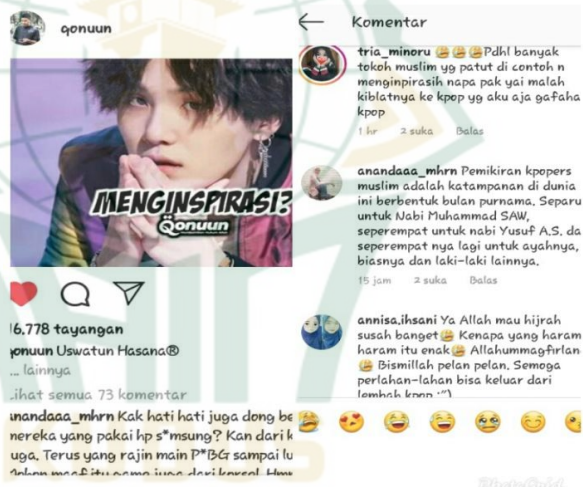 qonuun
MENGINSPIRASI?
Qonuun
16.778 tayangan
qonuun Uswatun Hasana®
... lainnya
Lihat semua 73 komentar
anandaaa_mhrn Kak hati hati juga dong be
mereka yang pakai hp s*msung? Kan dari k
uga. Terus yang rajin main P*BG sampai lu
maaf itu game juga dari korsel. Hmm
Komentar
tria_minoru 😂😂😂Pdhl banyak
tokoh muslim yg patut di contoh n
menginpirasih napa pak yai malah
kiblatnya ke kpop yg aku aja gafaha
kpop
1 hr 2 suka Balas
anandaaa_mhrn Pemikiran kpopers
muslim adalah katampanan di dunia
ini berbentuk bulan purnama. Separu
untuk Nabi Muhammad SAW,
seperempat untuk nabi Yusuf A.S. da
seperempat nya lagi untuk ayahnya,
biasnya dan laki-laki lainnya.
15 jam 2 suka Balas
annisa.ihsani Ya Allah mau hijrah
susah banget😂 Kenapa yang haram
haram itu enak😂 Allahummagfirlan
😂 Bismillah pelan pelan. Semoga
perlahan-lahan bisa keluar dari
lembah kpop :")